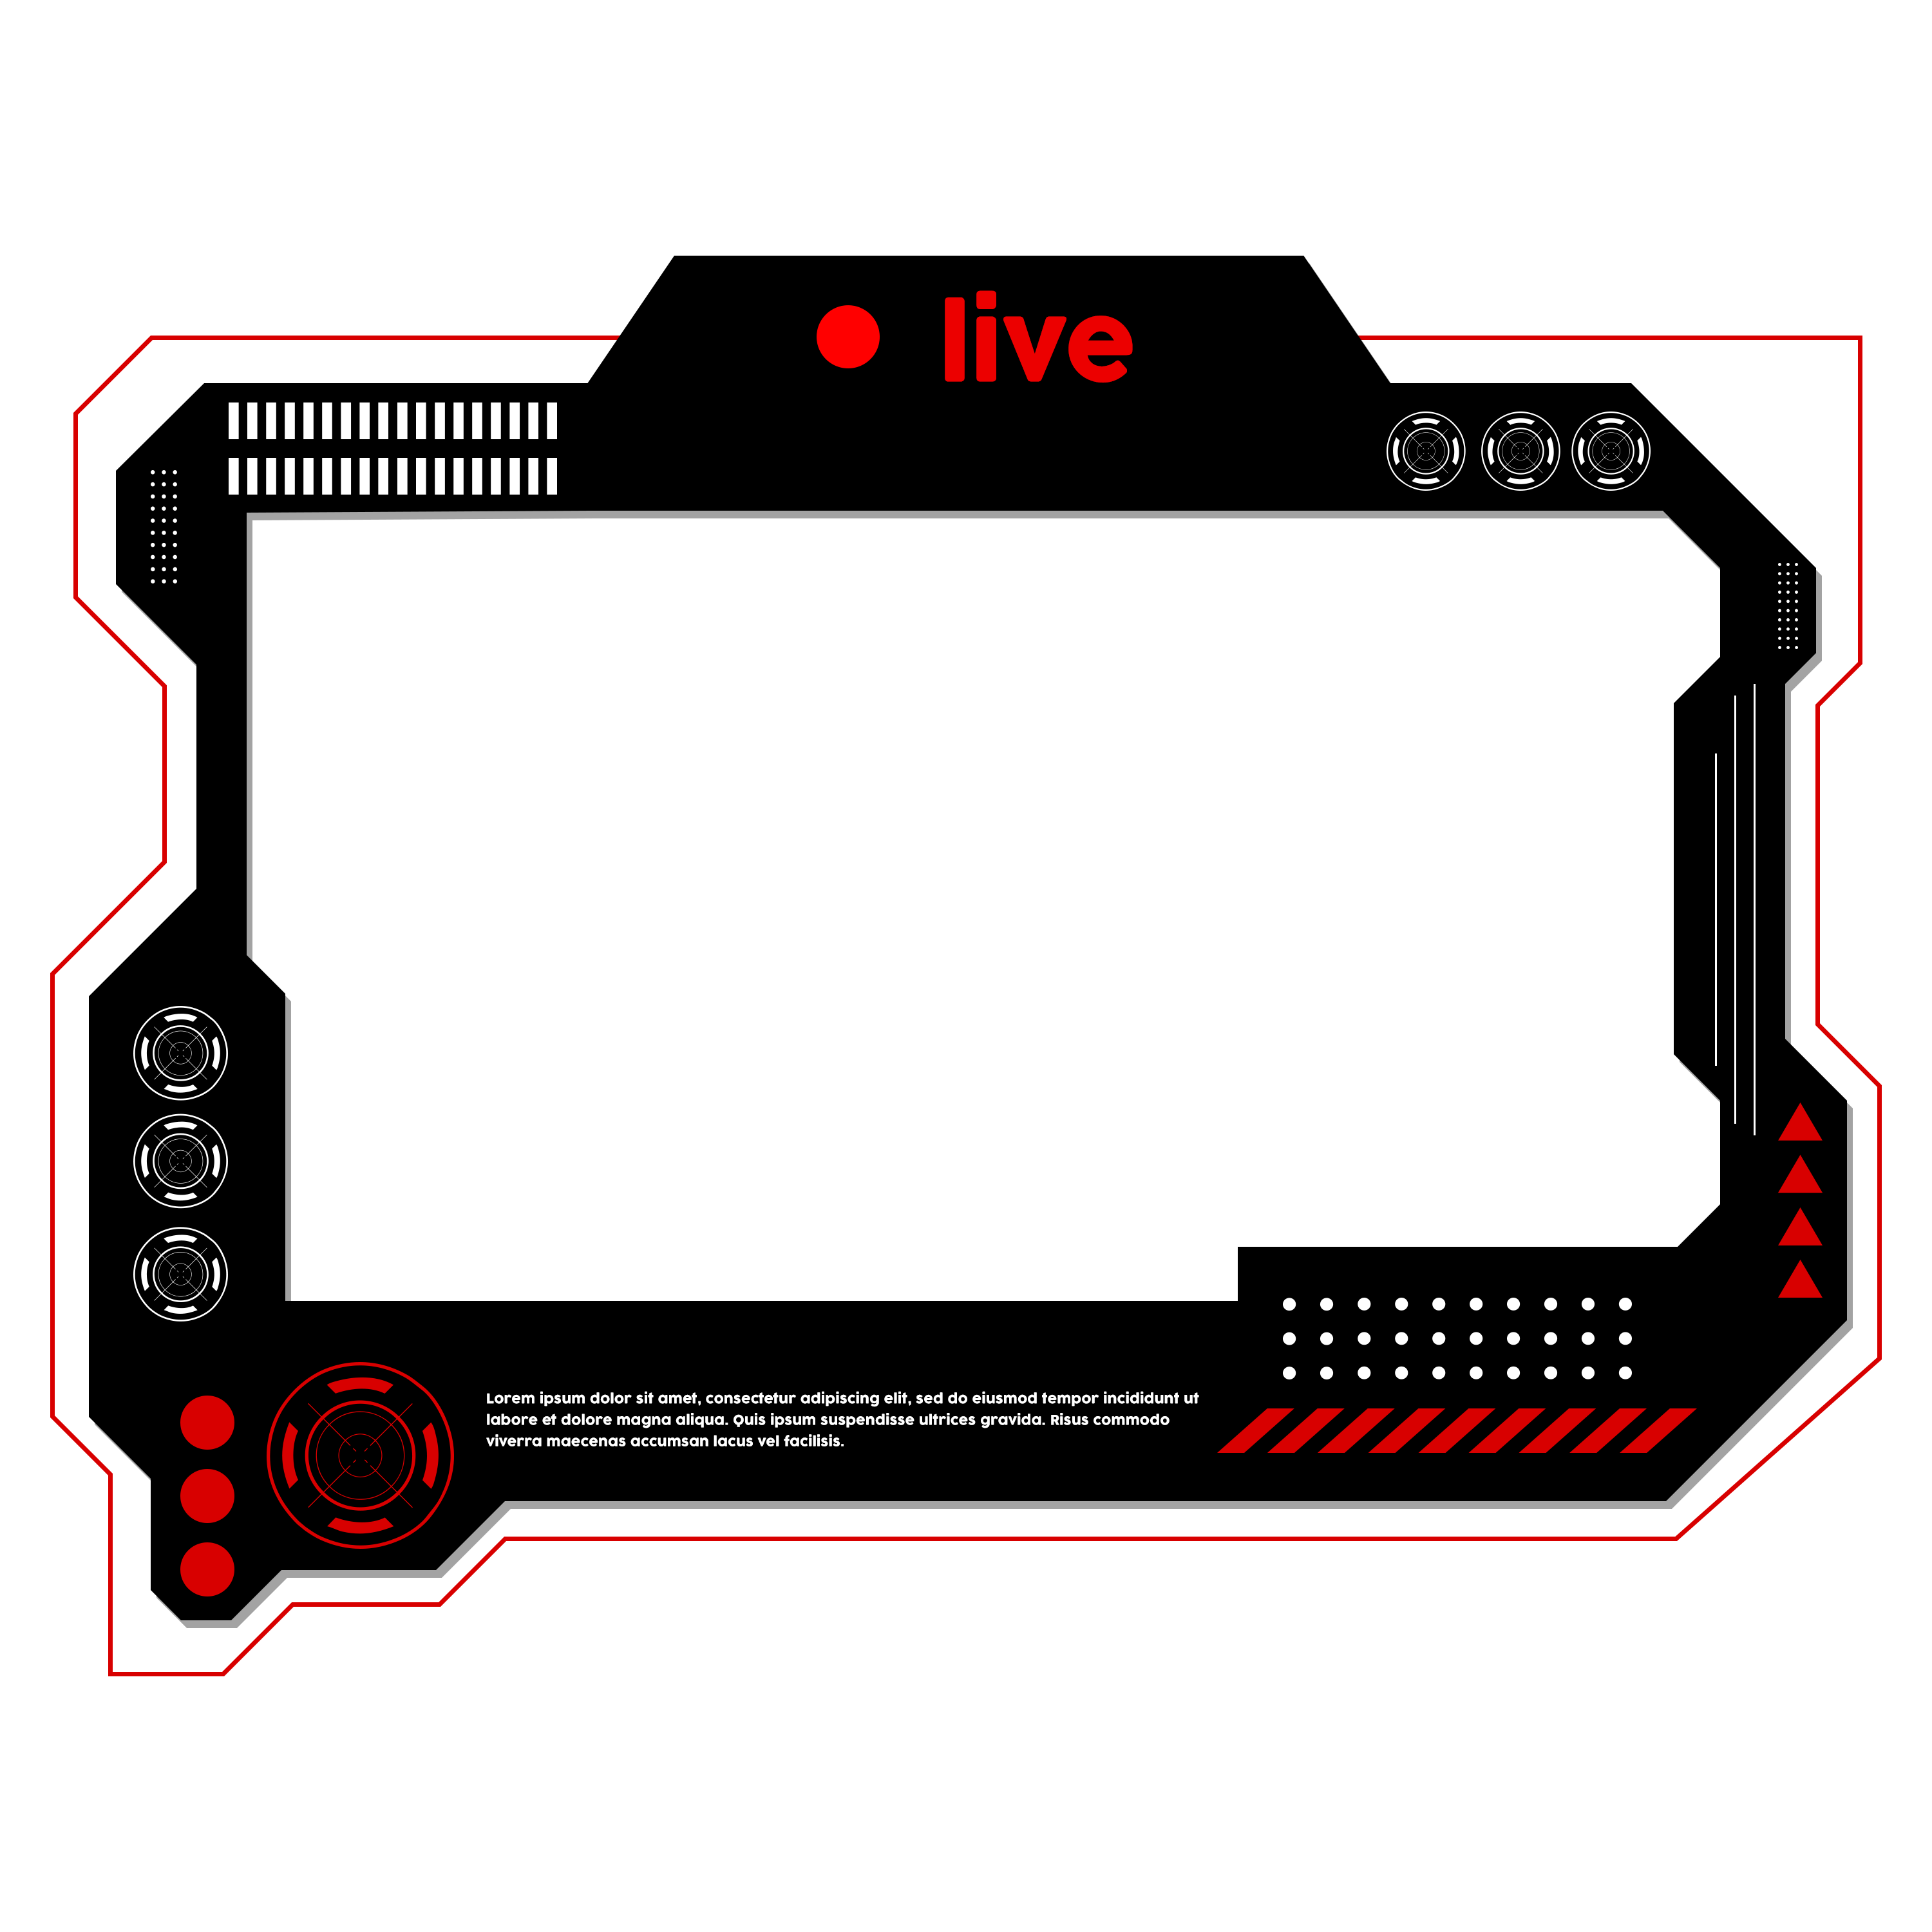 live
Lorem ipsum dolor sit amet, consectetur adipiscing elit, sed do eiusmod tempor incididunt ut
labore et dolore magna aliqua. Quis ipsum suspendisse ultrices gravida. Risus commodo
viverra maecenas accumsan lacus vel facilisis.